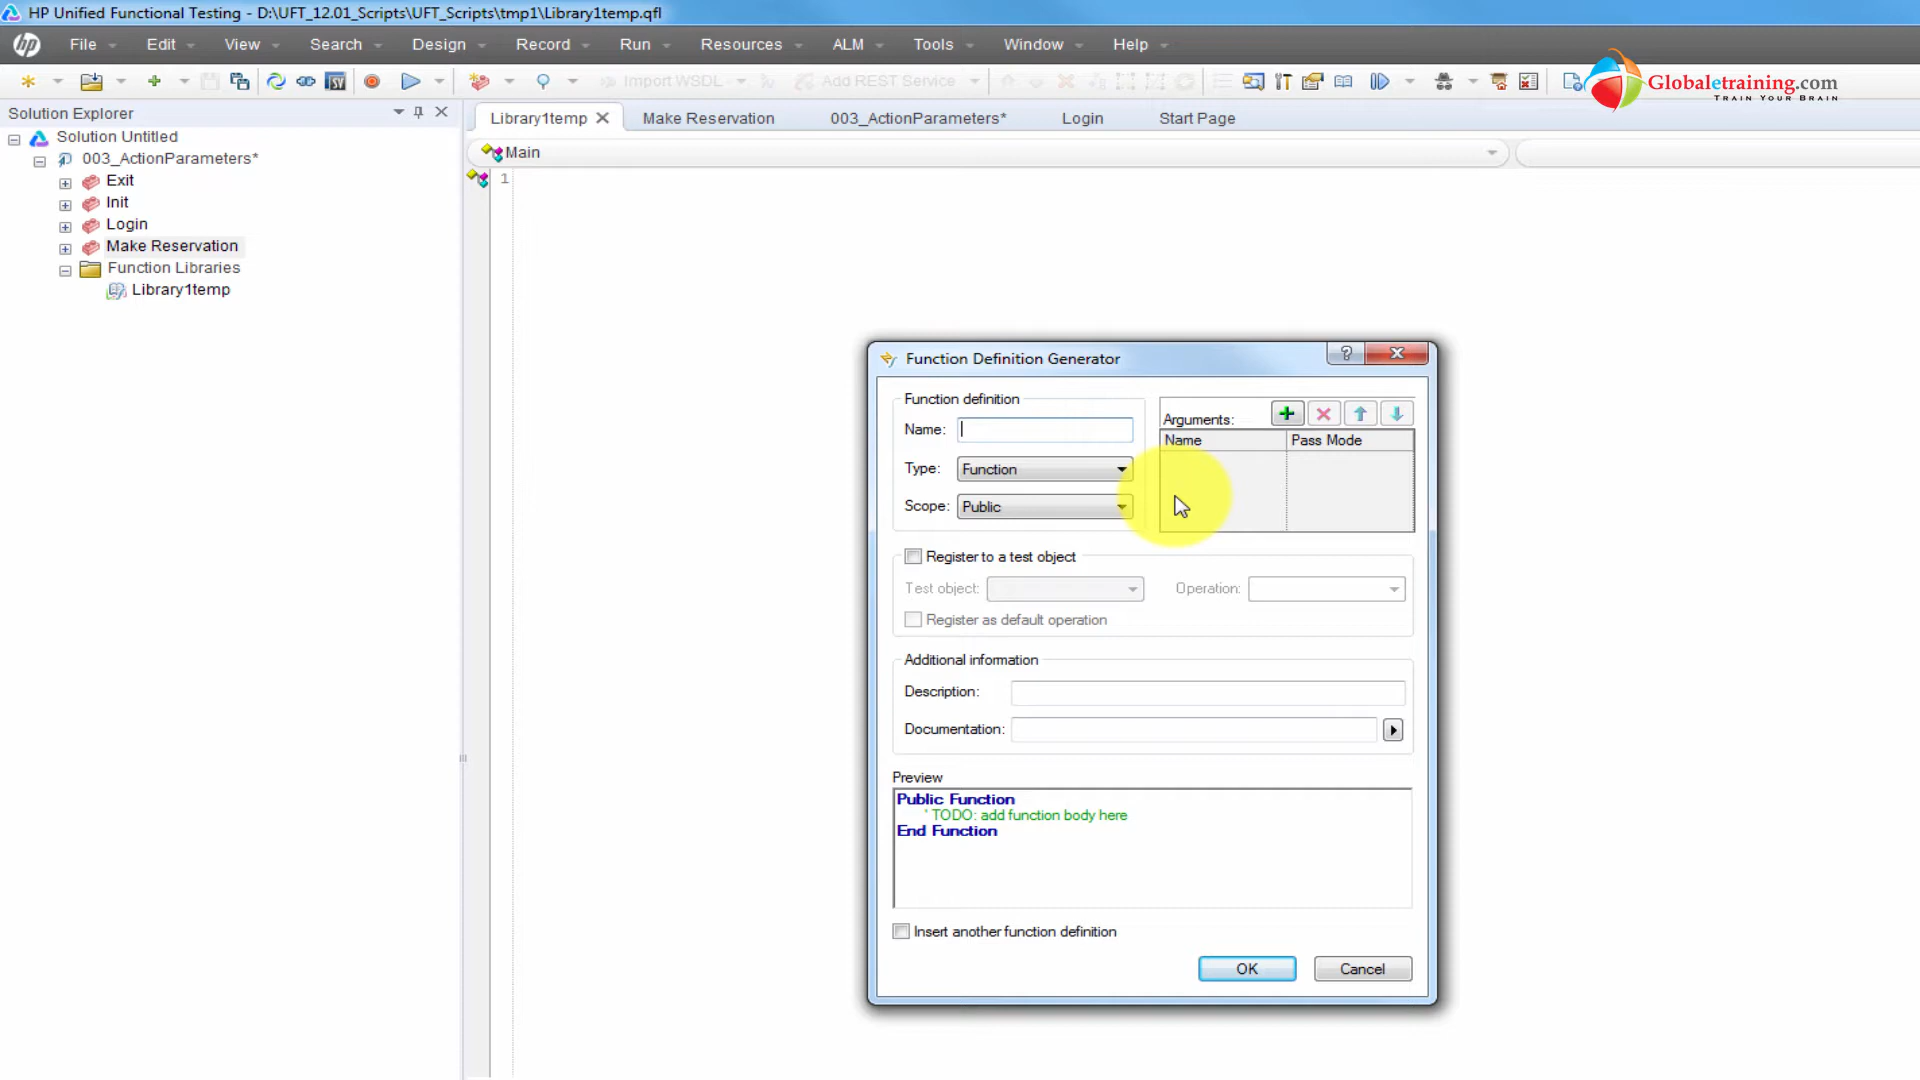 HP Unified Functional Testing - D:\UFT_12.01_Scripts\UFT_Scripts\tmp1\Library1temp.qfl
hp File Edit View Search Design Record Run Resources ALM Tools Window Help
Import WSDL Add REST Service
Globaletraining.com
TRAIN YOUR BRAIN
Solution Explorer
Library1temp Make Reservation 003_ActionParameters* Login Start Page
Solution Untitled
003_ActionParameters*
Exit
Init
Login
Make Reservation
Function Libraries
Library1temp
Main
1
Function Definition Generator
Function definition
Name:
Type: Function
Scope: Public
Arguments:
Name Pass Mode
Register to a test object
Test object: Operation:
Register as default operation
Additional information
Description:
Documentation:
Preview
Public Function
' TODO: add function body here
End Function
Insert another function definition
OK Cancel